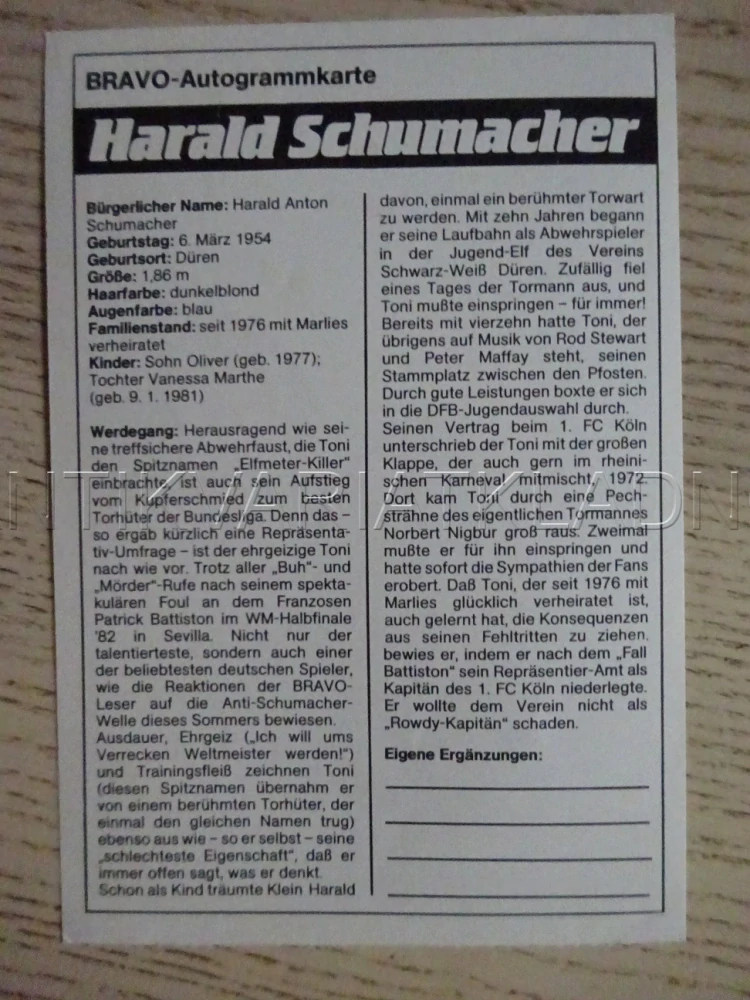 BRAVO-Autogrammkarte
Harald Schumacher
Bürgerlicher Name: Harald Anton
Schumacher
Geburtstag: 6. März 1954
Geburtsort: Düren
Größe: 1,86 m
Haarfarbe: dunkelblond
Augenfarbe: blau
Familienstand: seit 1976 mit Marlies
verheiratet
Kinder: Sohn Oliver (geb. 1977);
Tochter Vanessa Marthe
(geb. 9. 1. 1981)
Werdegang: Herausragend wie sei-
ne treffsichere Abwehrfaust, die Toni
den Spitznamen „Elfmeter-Killer"
einbrachte, ist auch sein Aufstieg
vom Kupferschmied zum besten
Torhüter der Bundesliga. Denn das –
so ergab kürzlich eine Repräsenta-
tiv-Umfrage – ist der ehrgeizige Toni
nach wie vor. Trotz aller „Buh"- und
„Mörder"-Rufe nach seinem spekta-
kulären Foul an dem Franzosen
Patrick Battiston im WM-Halbfinale
'82 in Sevilla. Nicht nur der
talentierteste, sondern auch einer
der beliebtesten deutschen Spieler,
wie die Reaktionen der BRAVO-
Leser auf die Anti-Schumacher-
Welle dieses Sommers bewiesen.
Ausdauer, Ehrgeiz („Ich will ums
Verrecken Weltmeister werden!")
und Trainingsfleiß zeichnen Toni
(diesen Spitznamen übernahm er
von einem berühmten Torhüter, der
einmal den gleichen Namen trug)
ebenso aus wie – so er selbst – seine
„schlechteste Eigenschaft", daß er
immer offen sagt, was er denkt.
Schon als Kind träumte Klein Harald
davon, einmal ein berühmter Torwart
zu werden. Mit zehn Jahren begann
er seine Laufbahn als Abwehrspieler
in der Jugend-Elf des Vereins
Schwarz-Weiß Düren. Zufällig fiel
eines Tages der Tormann aus, und
Toni mußte einspringen – für immer!
Bereits mit vierzehn hatte Toni, der
übrigens auf Musik von Rod Stewart
und Peter Maffay steht, seinen
Stammplatz zwischen den Pfosten.
Durch gute Leistungen boxte er sich
in die DFB-Jugendauswahl durch.
Seinen Vertrag beim 1. FC Köln
unterschrieb der Toni mit der großen
Klappe, der auch gern im rheini-
schen Karneval mitmischt, 1972.
Dort kam Toni durch eine Pech-
strähne des eigentlichen Tormannes
Norbert Nigbur groß raus. Zweimal
mußte er für ihn einspringen und
hatte sofort die Sympathien der Fans
erobert. Daß Toni, der seit 1976 mit
Marlies glücklich verheiratet ist,
auch gelernt hat, die Konsequenzen
aus seinen Fehltritten zu ziehen,
bewies er, indem er nach dem „Fall
Battiston" sein Repräsentier-Amt als
Kapitän des 1. FC Köln niederlegte.
Er wollte dem Verein nicht als
„Rowdy-Kapitän" schaden.
Eigene Ergänzungen: